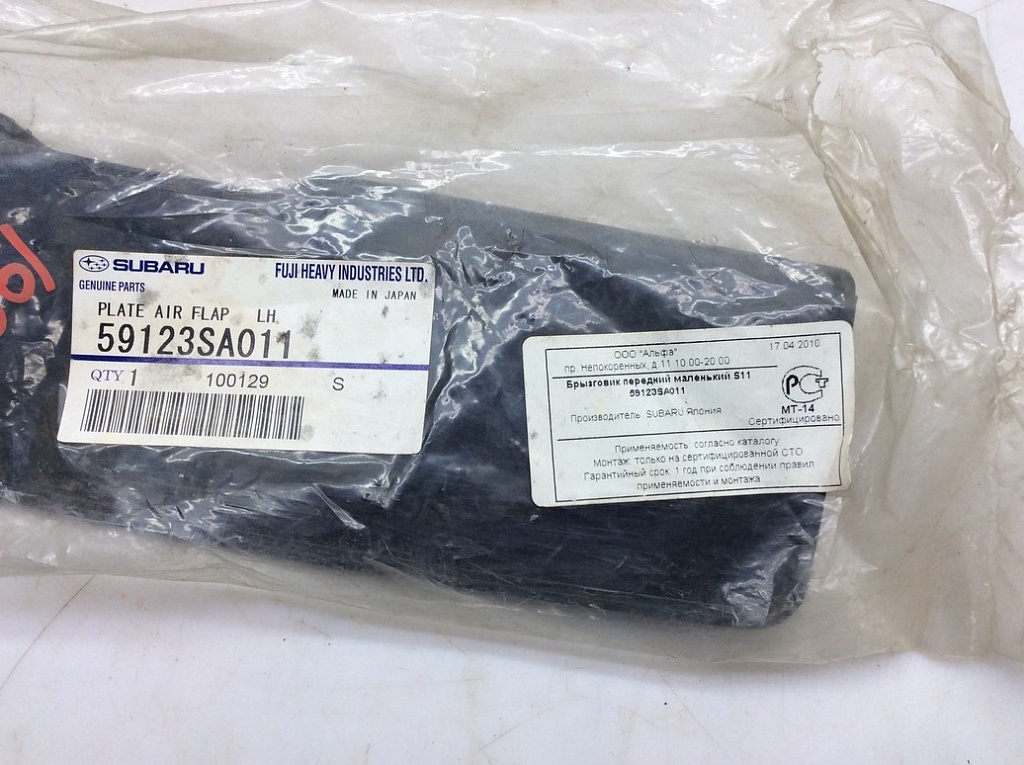 SUBARU
FUJI HEAVY INDUSTRIES LTD.
GENUINE PARTS
MADE IN JAPAN
PLATE AIR FLAP LH
59123SA011
QTY 1 100129 S
ООО "Альфа" 17.04.2010
пр. Непокоренных, д.11 10.00-20.00
Брызговик передний маленький S11
59123SA011
Производитель SUBARU Япония
РСТ
МТ-14
Сертифицировано
Применяемость: согласно каталогу
Монтаж: только на сертифицированной СТО
Гарантийный срок: 1 год при соблюдении правил
применяемости и монтажа